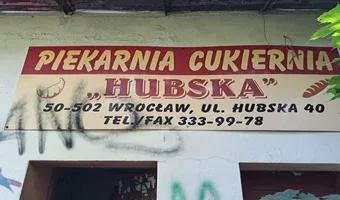 PIEKARNIA CUKIERNIA
„HUBSKA”
50-502 WROCŁAW, UL. HUBSKA 40
TEL./FAX 333-99-78